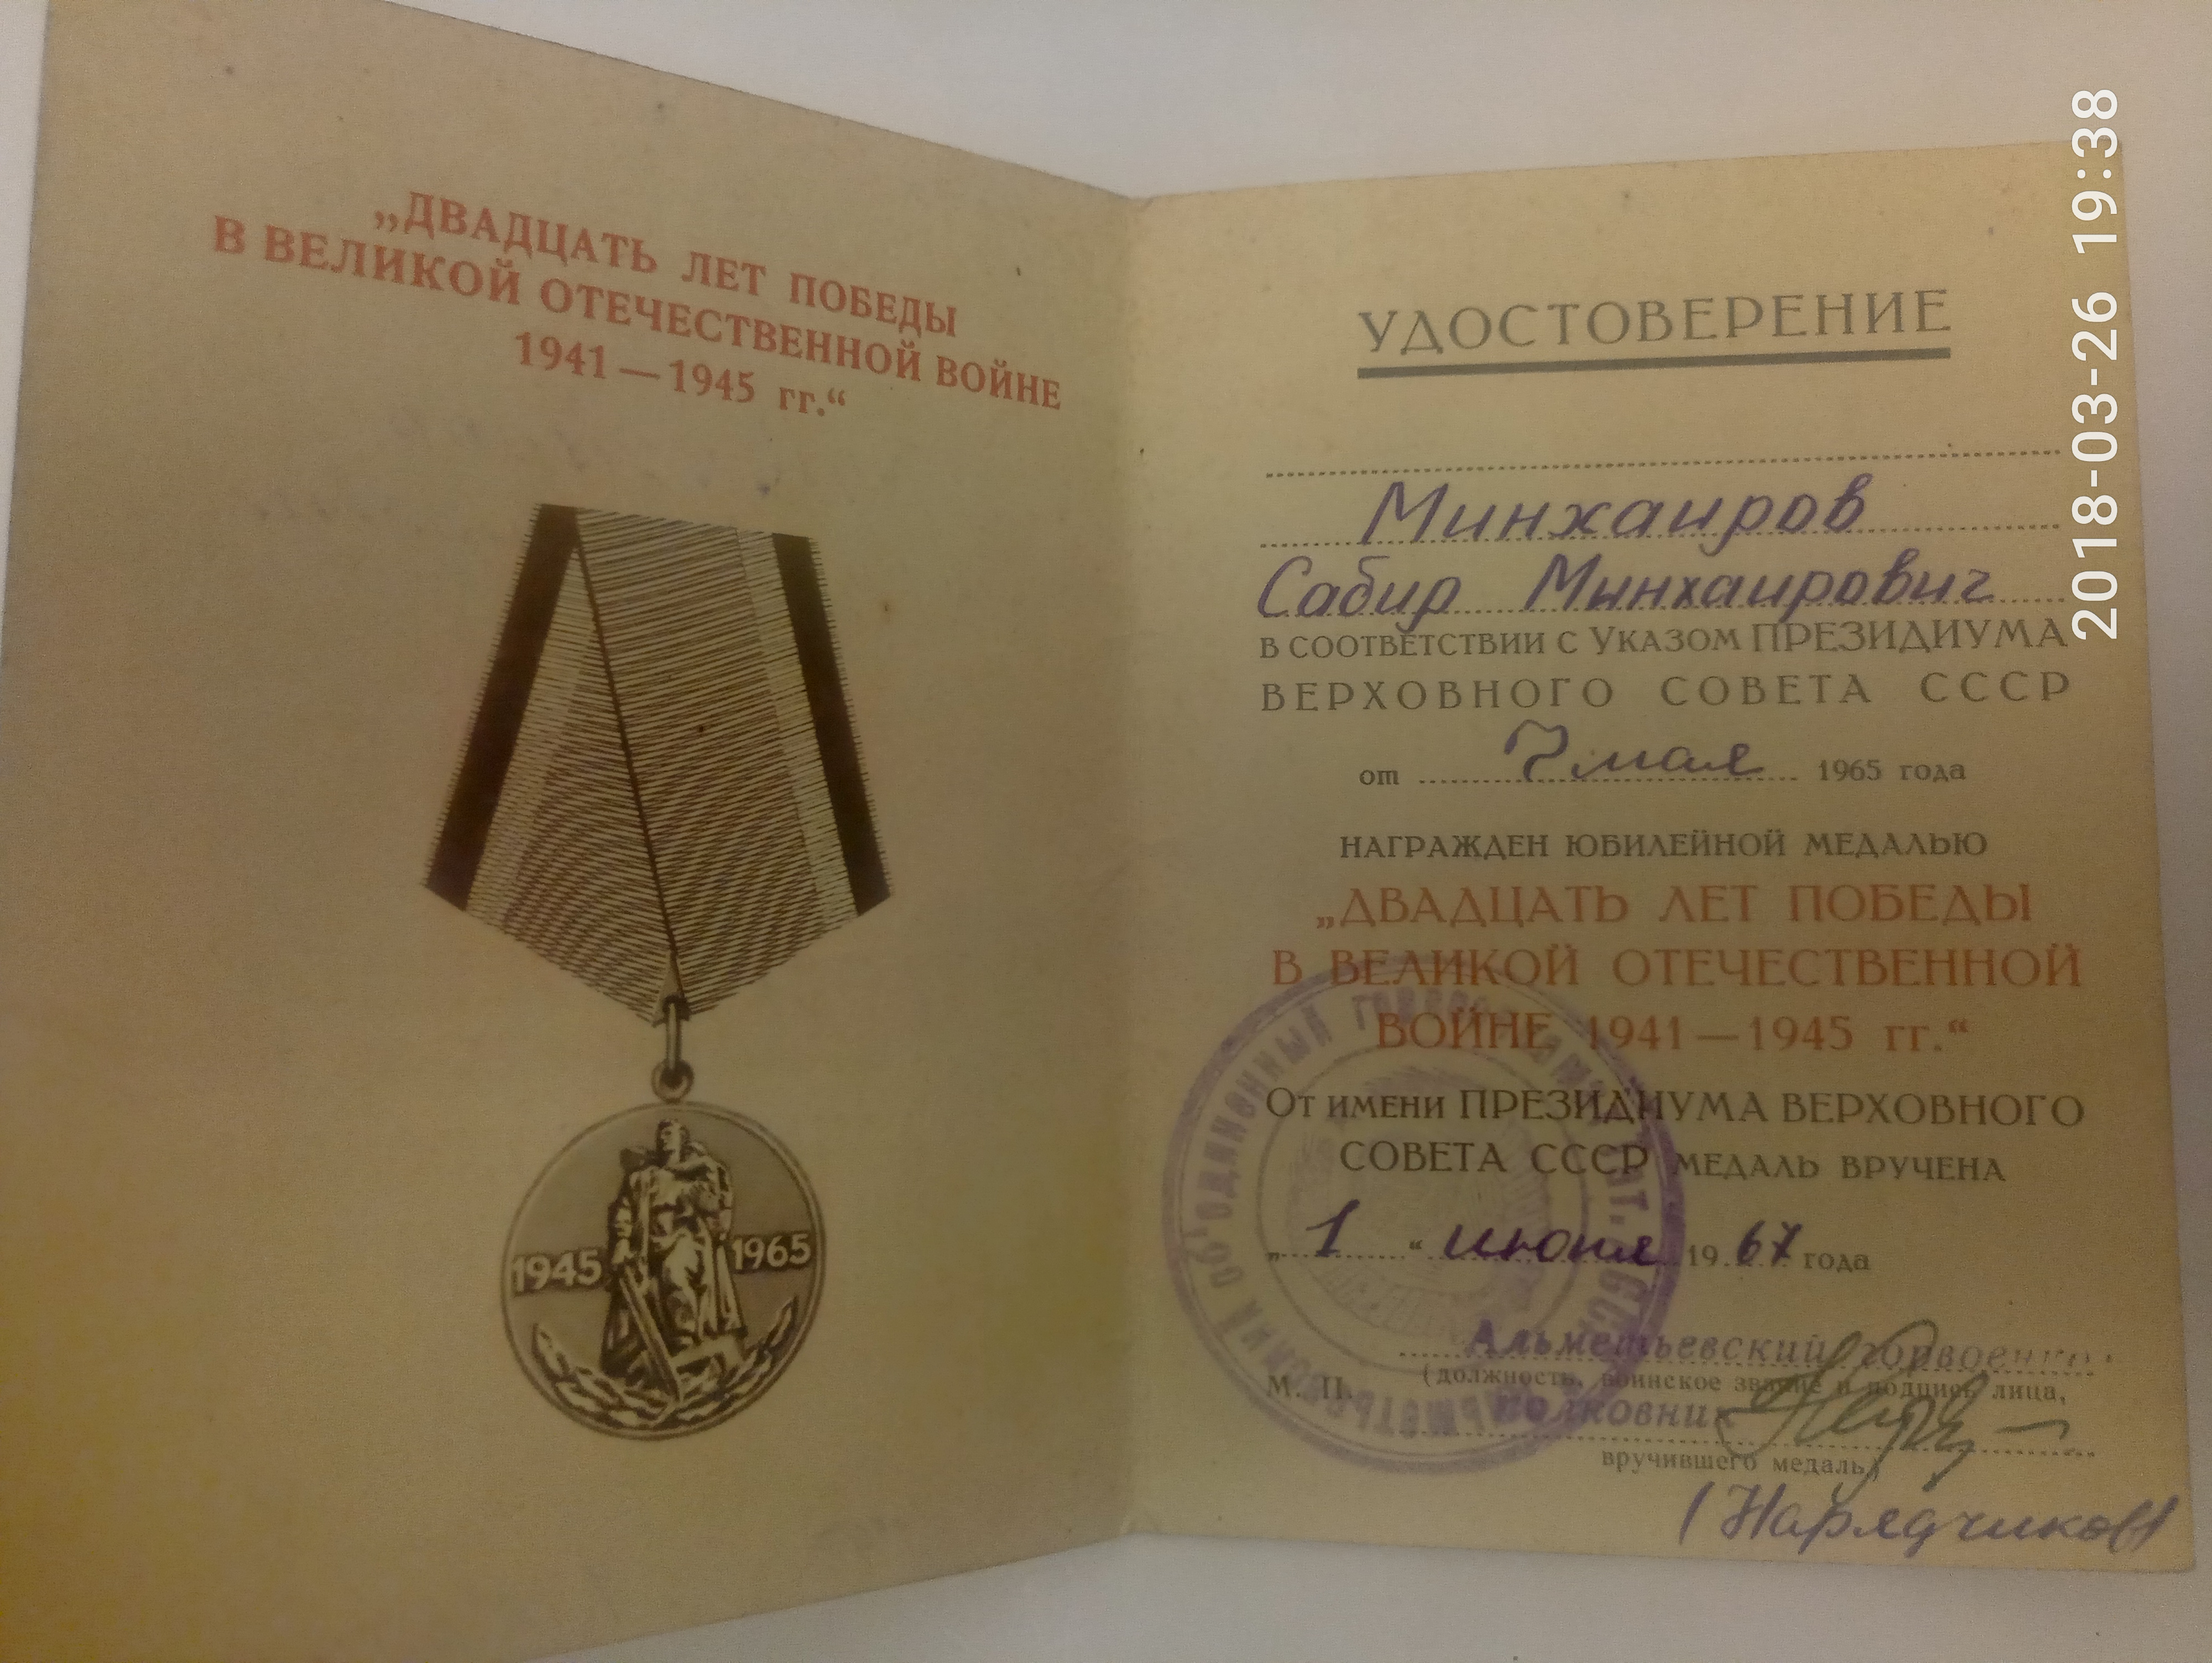 „ДВАДЦАТЬ ЛЕТ ПОБЕДЫ
В ВЕЛИКОЙ ОТЕЧЕСТВЕННОЙ ВОЙНЕ
1941—1945 гг.“
1945 1965
УДОСТОВЕРЕНИЕ
Минхаиров
Сабир Минхаирович
В СООТВЕТСТВИИ С УКАЗОМ ПРЕЗИДИУМА
ВЕРХОВНОГО СОВЕТА СССР
от 7 мая 1965 года
НАГРАЖДЕН ЮБИЛЕЙНОЙ МЕДАЛЬЮ
„ДВАДЦАТЬ ЛЕТ ПОБЕДЫ
В ВЕЛИКОЙ ОТЕЧЕСТВЕННОЙ
ВОЙНЕ 1941—1945 гг.“
От имени ПРЕЗИДИУМА ВЕРХОВНОГО
СОВЕТА СССР МЕДАЛЬ ВРУЧЕНА
„ 1 “ июня 1967 года
Альметьевский горвоенком
М. П. (должность, воинское звание и подпись лица,
полковник
вручившего медаль)
(Нарядчиков)
2018-03-26 19:38